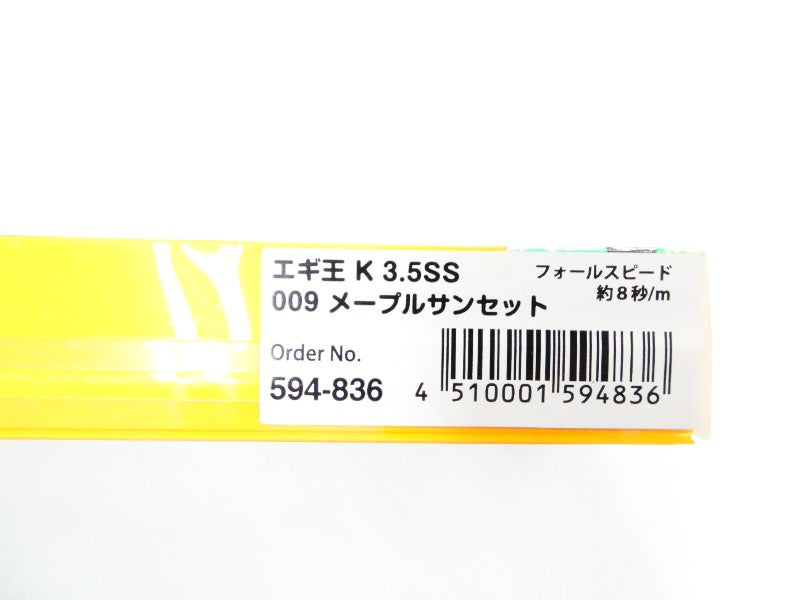 エギ王 K 3.5SS
フォールスピード
約8秒/m
009 メープルサンセット
Order No.
594-836
4 510001 594836